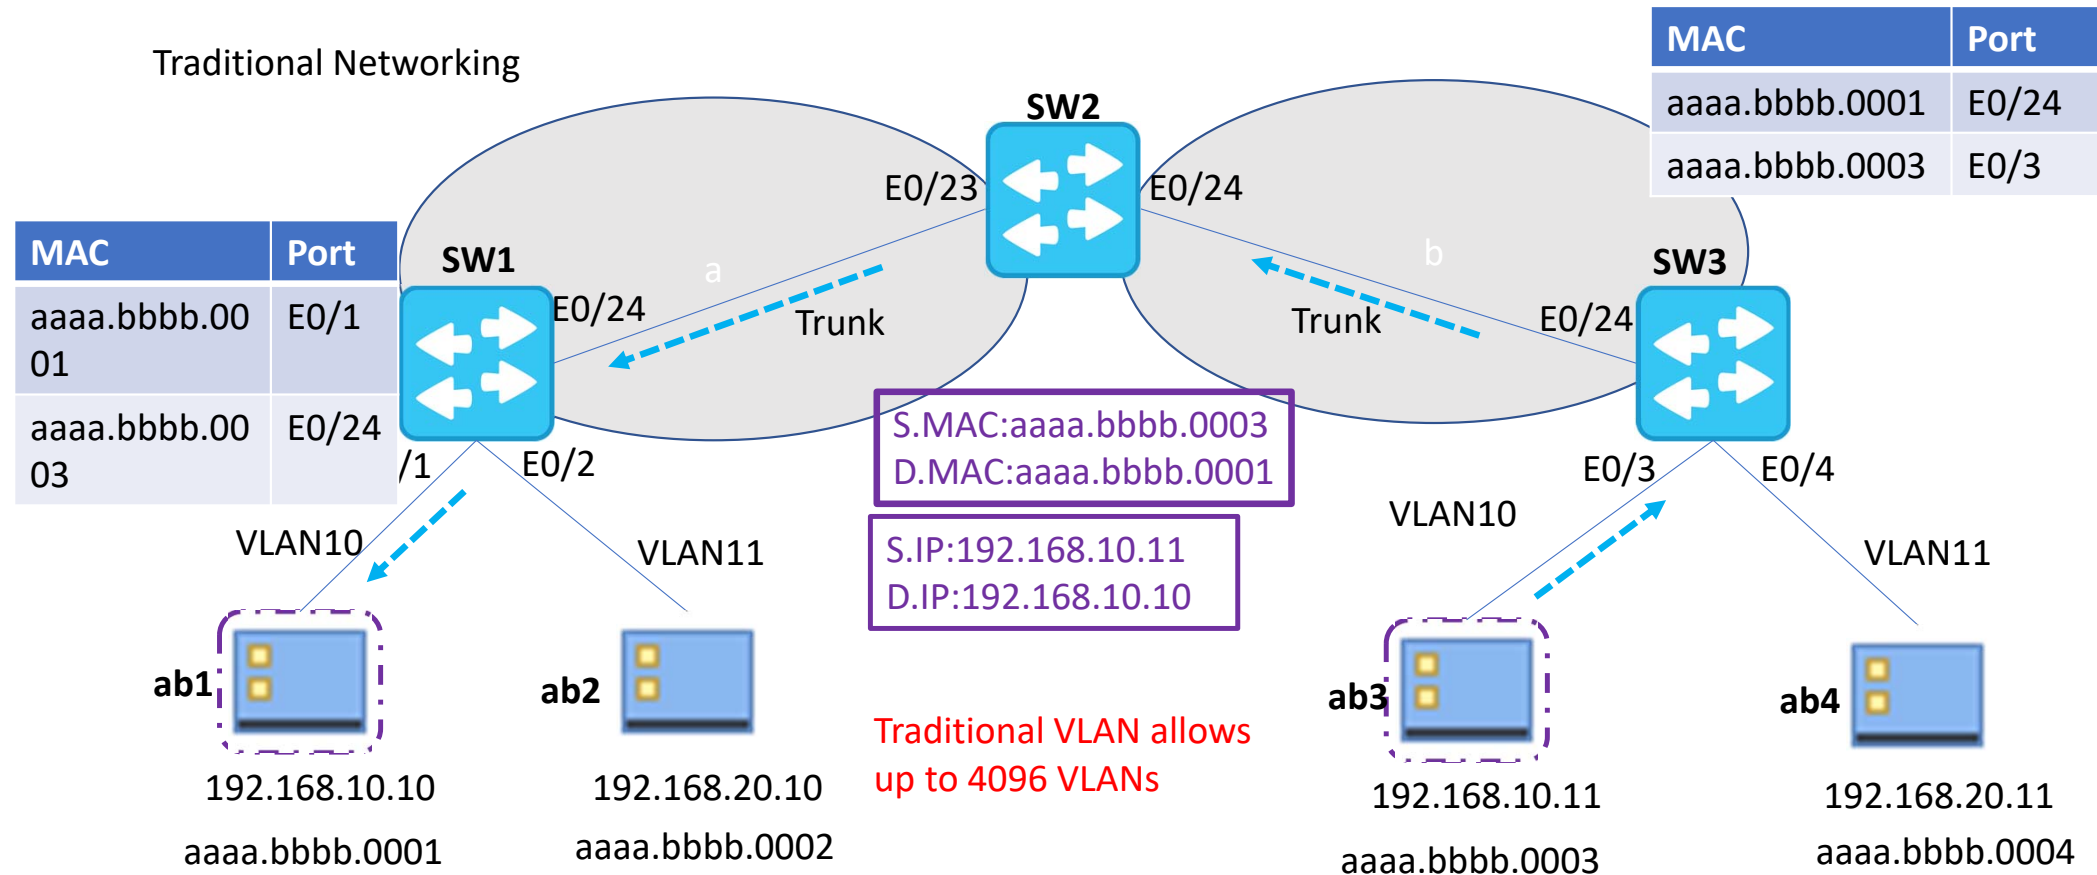 Traditional Networking
MAC Port
aaaa.bbbb.0001 E0/24
aaaa.bbbb.0003 E0/3
SW2
E0/23
E0/24
MAC Port
aaaa.bbbb.00
01
E0/1
aaaa.bbbb.00
03
E0/24
SW1
E0/24
a
Trunk
b
Trunk
SW3
E0/24
/1
E0/2
S.MAC:aaaa.bbbb.0003
D.MAC:aaaa.bbbb.0001
E0/3
E0/4
VLAN10
VLAN11
S.IP:192.168.10.11
D.IP:192.168.10.10
VLAN10
VLAN11
ab1
ab2
ab3
ab4
Traditional VLAN allows
up to 4096 VLANs
192.168.10.10
aaaa.bbbb.0001
192.168.20.10
aaaa.bbbb.0002
192.168.10.11
aaaa.bbbb.0003
192.168.20.11
aaaa.bbbb.0004